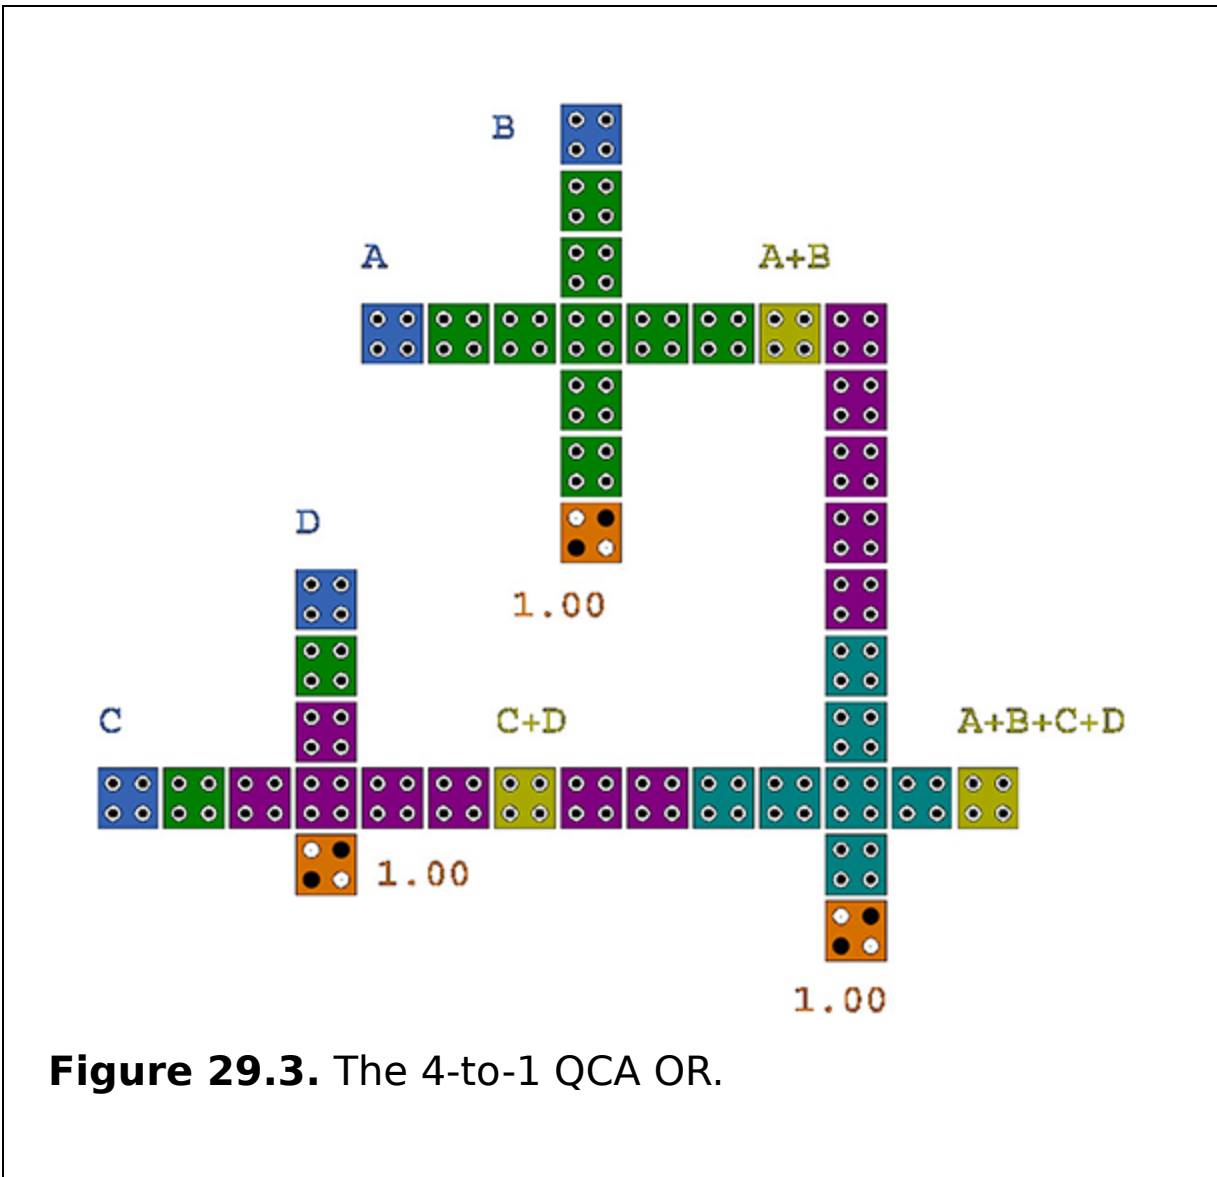 B
A
A+B
D
1.00
C
C+D
A+B+C+D
1.00
1.00
Figure 29.3. The 4-to-1 QCA OR.